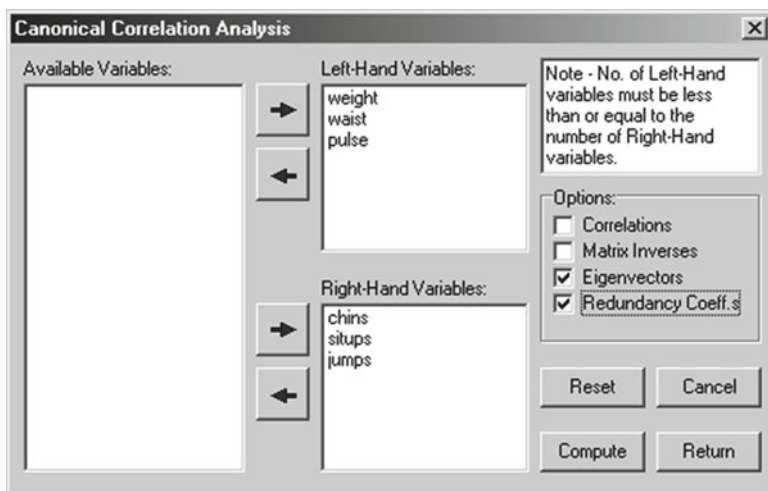 Canonical Correlation Analysis
Available Variables:
Left-Hand Variables:
weight
waist
pulse
Note - No. of Left-Hand
variables must be less
than or equal to the
number of Right-Hand
variables.
Options:
Correlations
Matrix Inverses
Eigenvectors
Redundancy Coeff.s
Right-Hand Variables:
chins
situps
jumps
Reset
Cancel
Compute
Return